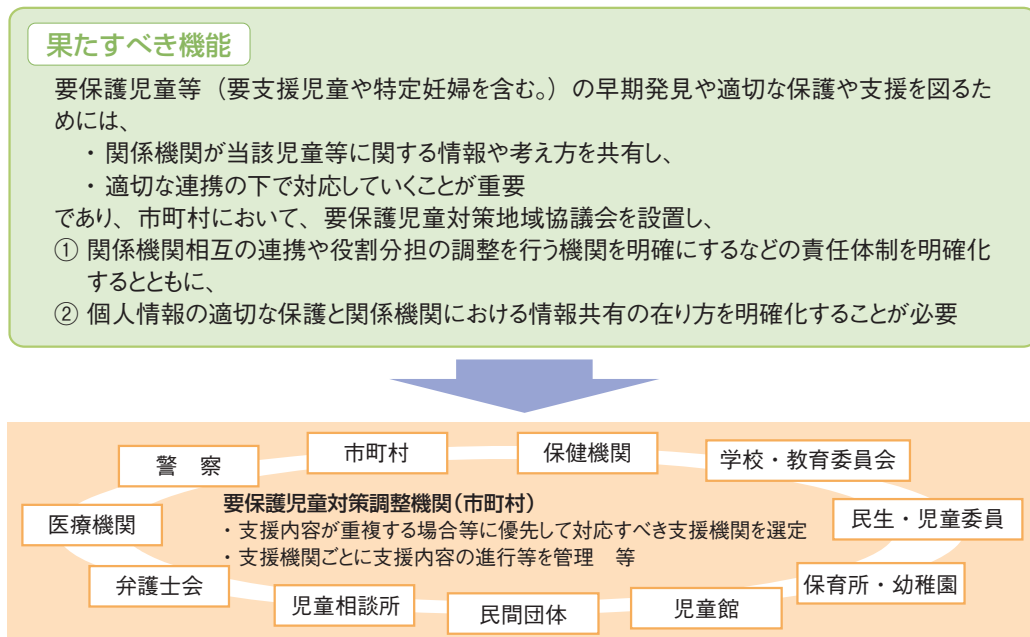 果たすべき機能
要保護児童等（要支援児童や特定妊婦を含む。）の早期発見や適切な保護や支援を図るた
めには、
・ 関係機関が当該児童等に関する情報や考え方を共有し、
・ 適切な連携の下で対応していくことが重要
であり、市町村において、要保護児童対策地域協議会を設置し、
① 関係機関相互の連携や役割分担の調整を行う機関を明確にするなどの責任体制を明確化
するとともに、
② 個人情報の適切な保護と関係機関における情報共有の在り方を明確化することが必要
市町村
保健機関
警　察
学校・教育委員会
要保護児童対策調整機関（市町村）
・支援内容が重複する場合等に優先して対応すべき支援機関を選定
・支援機関ごとに支援内容の進行等を管理　等
医療機関
民生・児童委員
弁護士会
保育所・幼稚園
児童相談所
民間団体
児童館